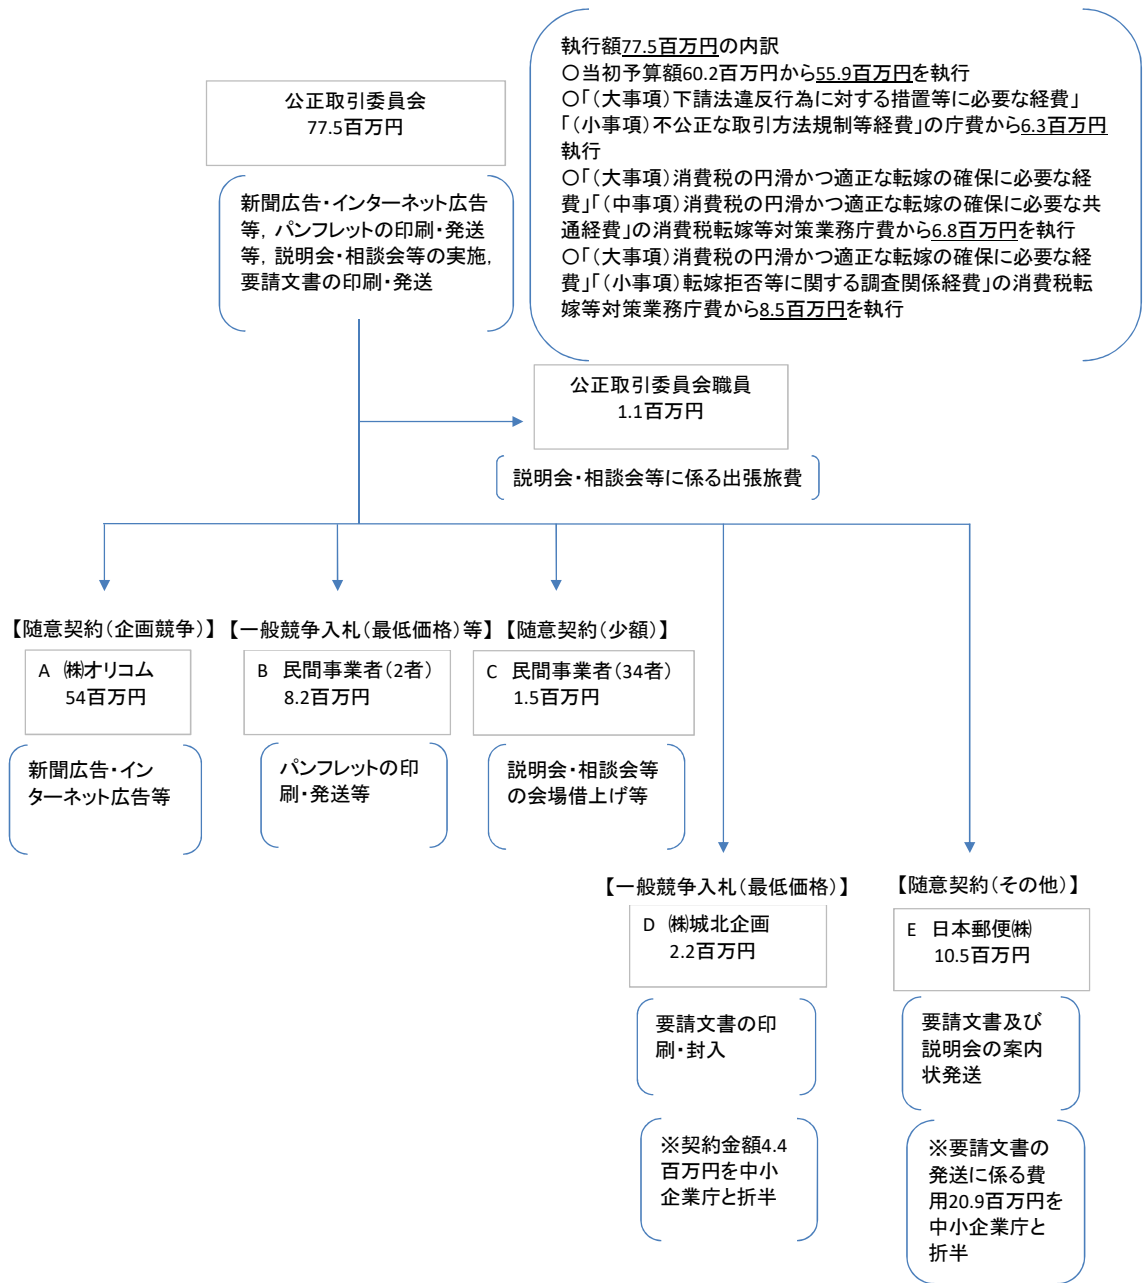 公正取引委員会
77.5百万円
新聞広告・インターネット広告
等，パンフレットの印刷・発送
等，説明会・相談会等の実施，
要請文書の印刷・発送
執行額77.5百万円の内訳
○当初予算額60.2百万円から55.9百万円を執行
○「（大事項）下請法違反行為に対する措置等に必要な経費」
「（小事項）不公正な取引方法規制等経費」の庁費から6.3百万円
執行
○「（大事項）消費税の円滑かつ適正な転嫁の確保に必要な経
費」「（中事項）消費税の円滑かつ適正な転嫁の確保に必要な共
通経費」の消費税転嫁等対策業務庁費から6.8百万円を執行
○「（大事項）消費税の円滑かつ適正な転嫁の確保に必要な経
費」「（小事項）転嫁拒否等に関する調査関係経費」の消費税転
嫁等対策業務庁費から8.5百万円を執行
公正取引委員会職員
1.1百万円
説明会・相談会等に係る出張旅費
【随意契約（企画競争）】
A ㈱オリコム
54百万円
新聞広告・イン
ターネット広告等
【一般競争入札（最低価格）等】
B 民間事業者（2者）
8.2百万円
パンフレットの印
刷・発送等
【随意契約（少額）】
C 民間事業者（34者）
1.5百万円
説明会・相談会等
の会場借上げ等
【一般競争入札（最低価格）】
D ㈱城北企画
2.2百万円
要請文書の印
刷・封入
※契約金額4.4
百万円を中小
企業庁と折半
【随意契約（その他）】
E 日本郵便㈱
10.5百万円
要請文書及び
説明会の案内
状発送
※要請文書の
発送に係る費
用20.9百万円を
中小企業庁と
折半